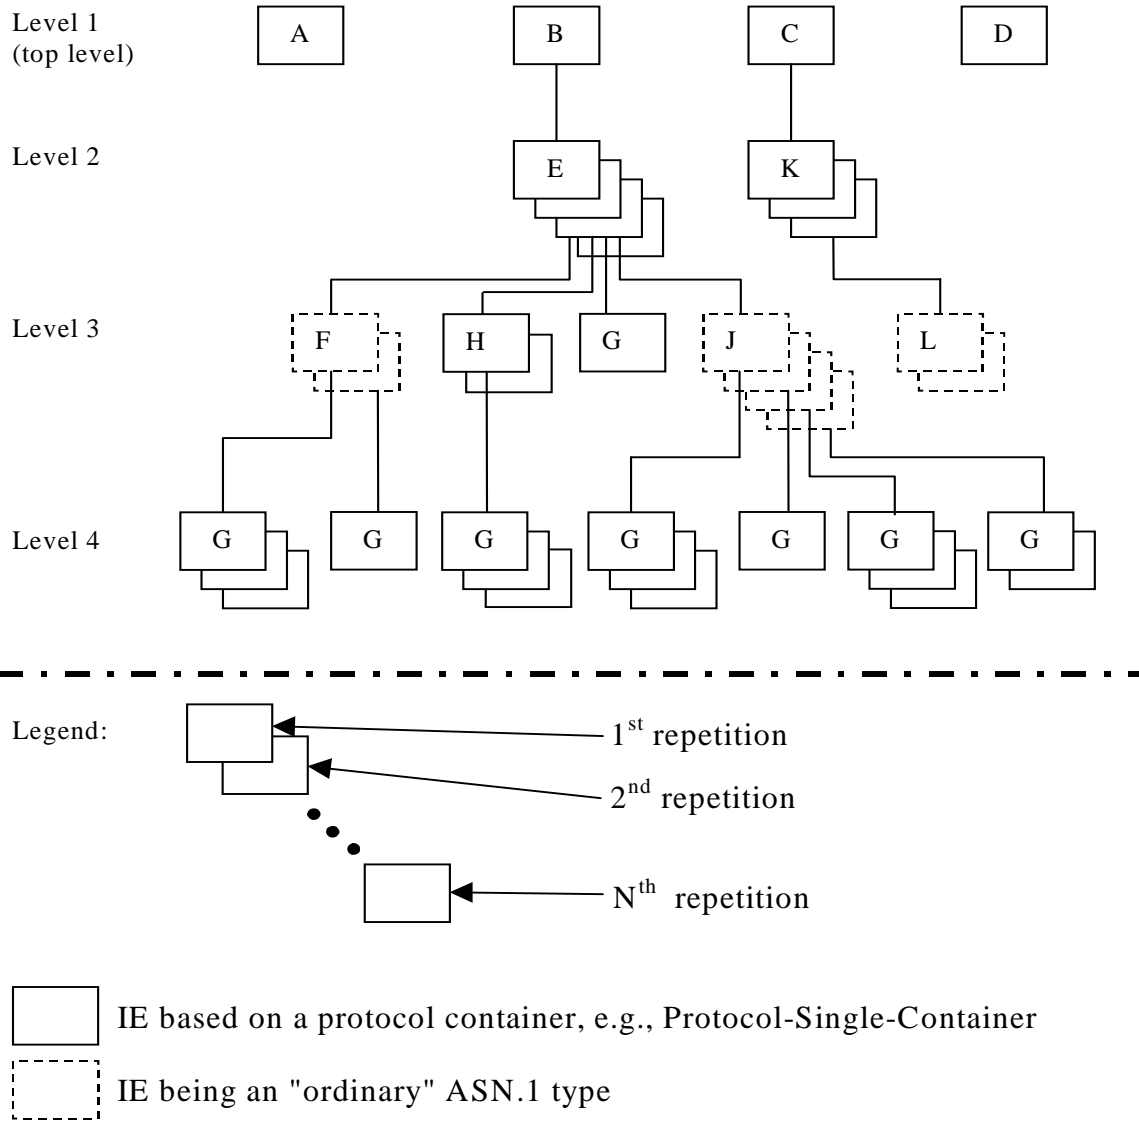 Level 1
(top level)
A
B
C
D
Level 2
E
K
Level 3
F
H
G
J
L
Level 4
G
G
G
G
G
G
G
Legend:
1st repetition
2nd repetition
Nth repetition
IE based on a protocol container, e.g., Protocol-Single-Container
IE being an "ordinary" ASN.1 type